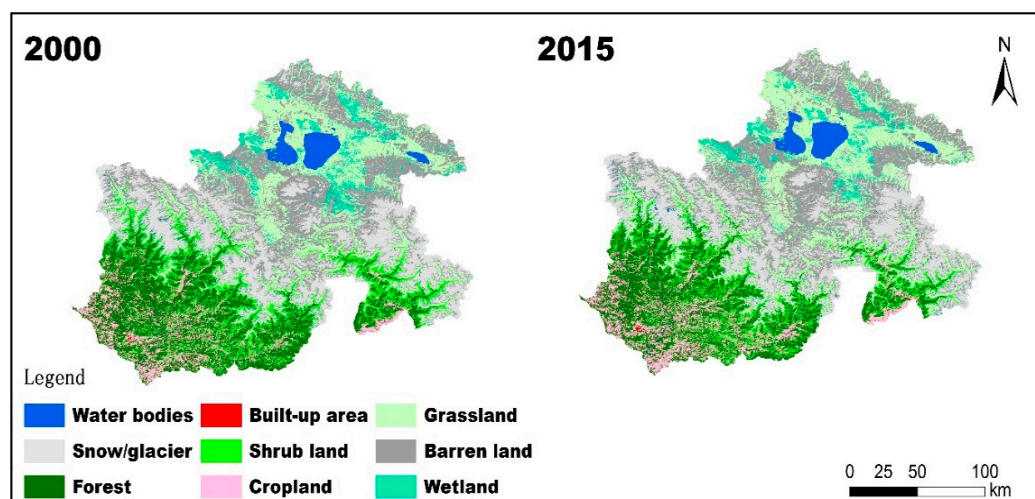 2000
2015
N
Legend
Water bodies
Built-up area
Grassland
Snow/glacier
Shrub land
Barren land
Forest
Cropland
Wetland
0 25 50 100
km